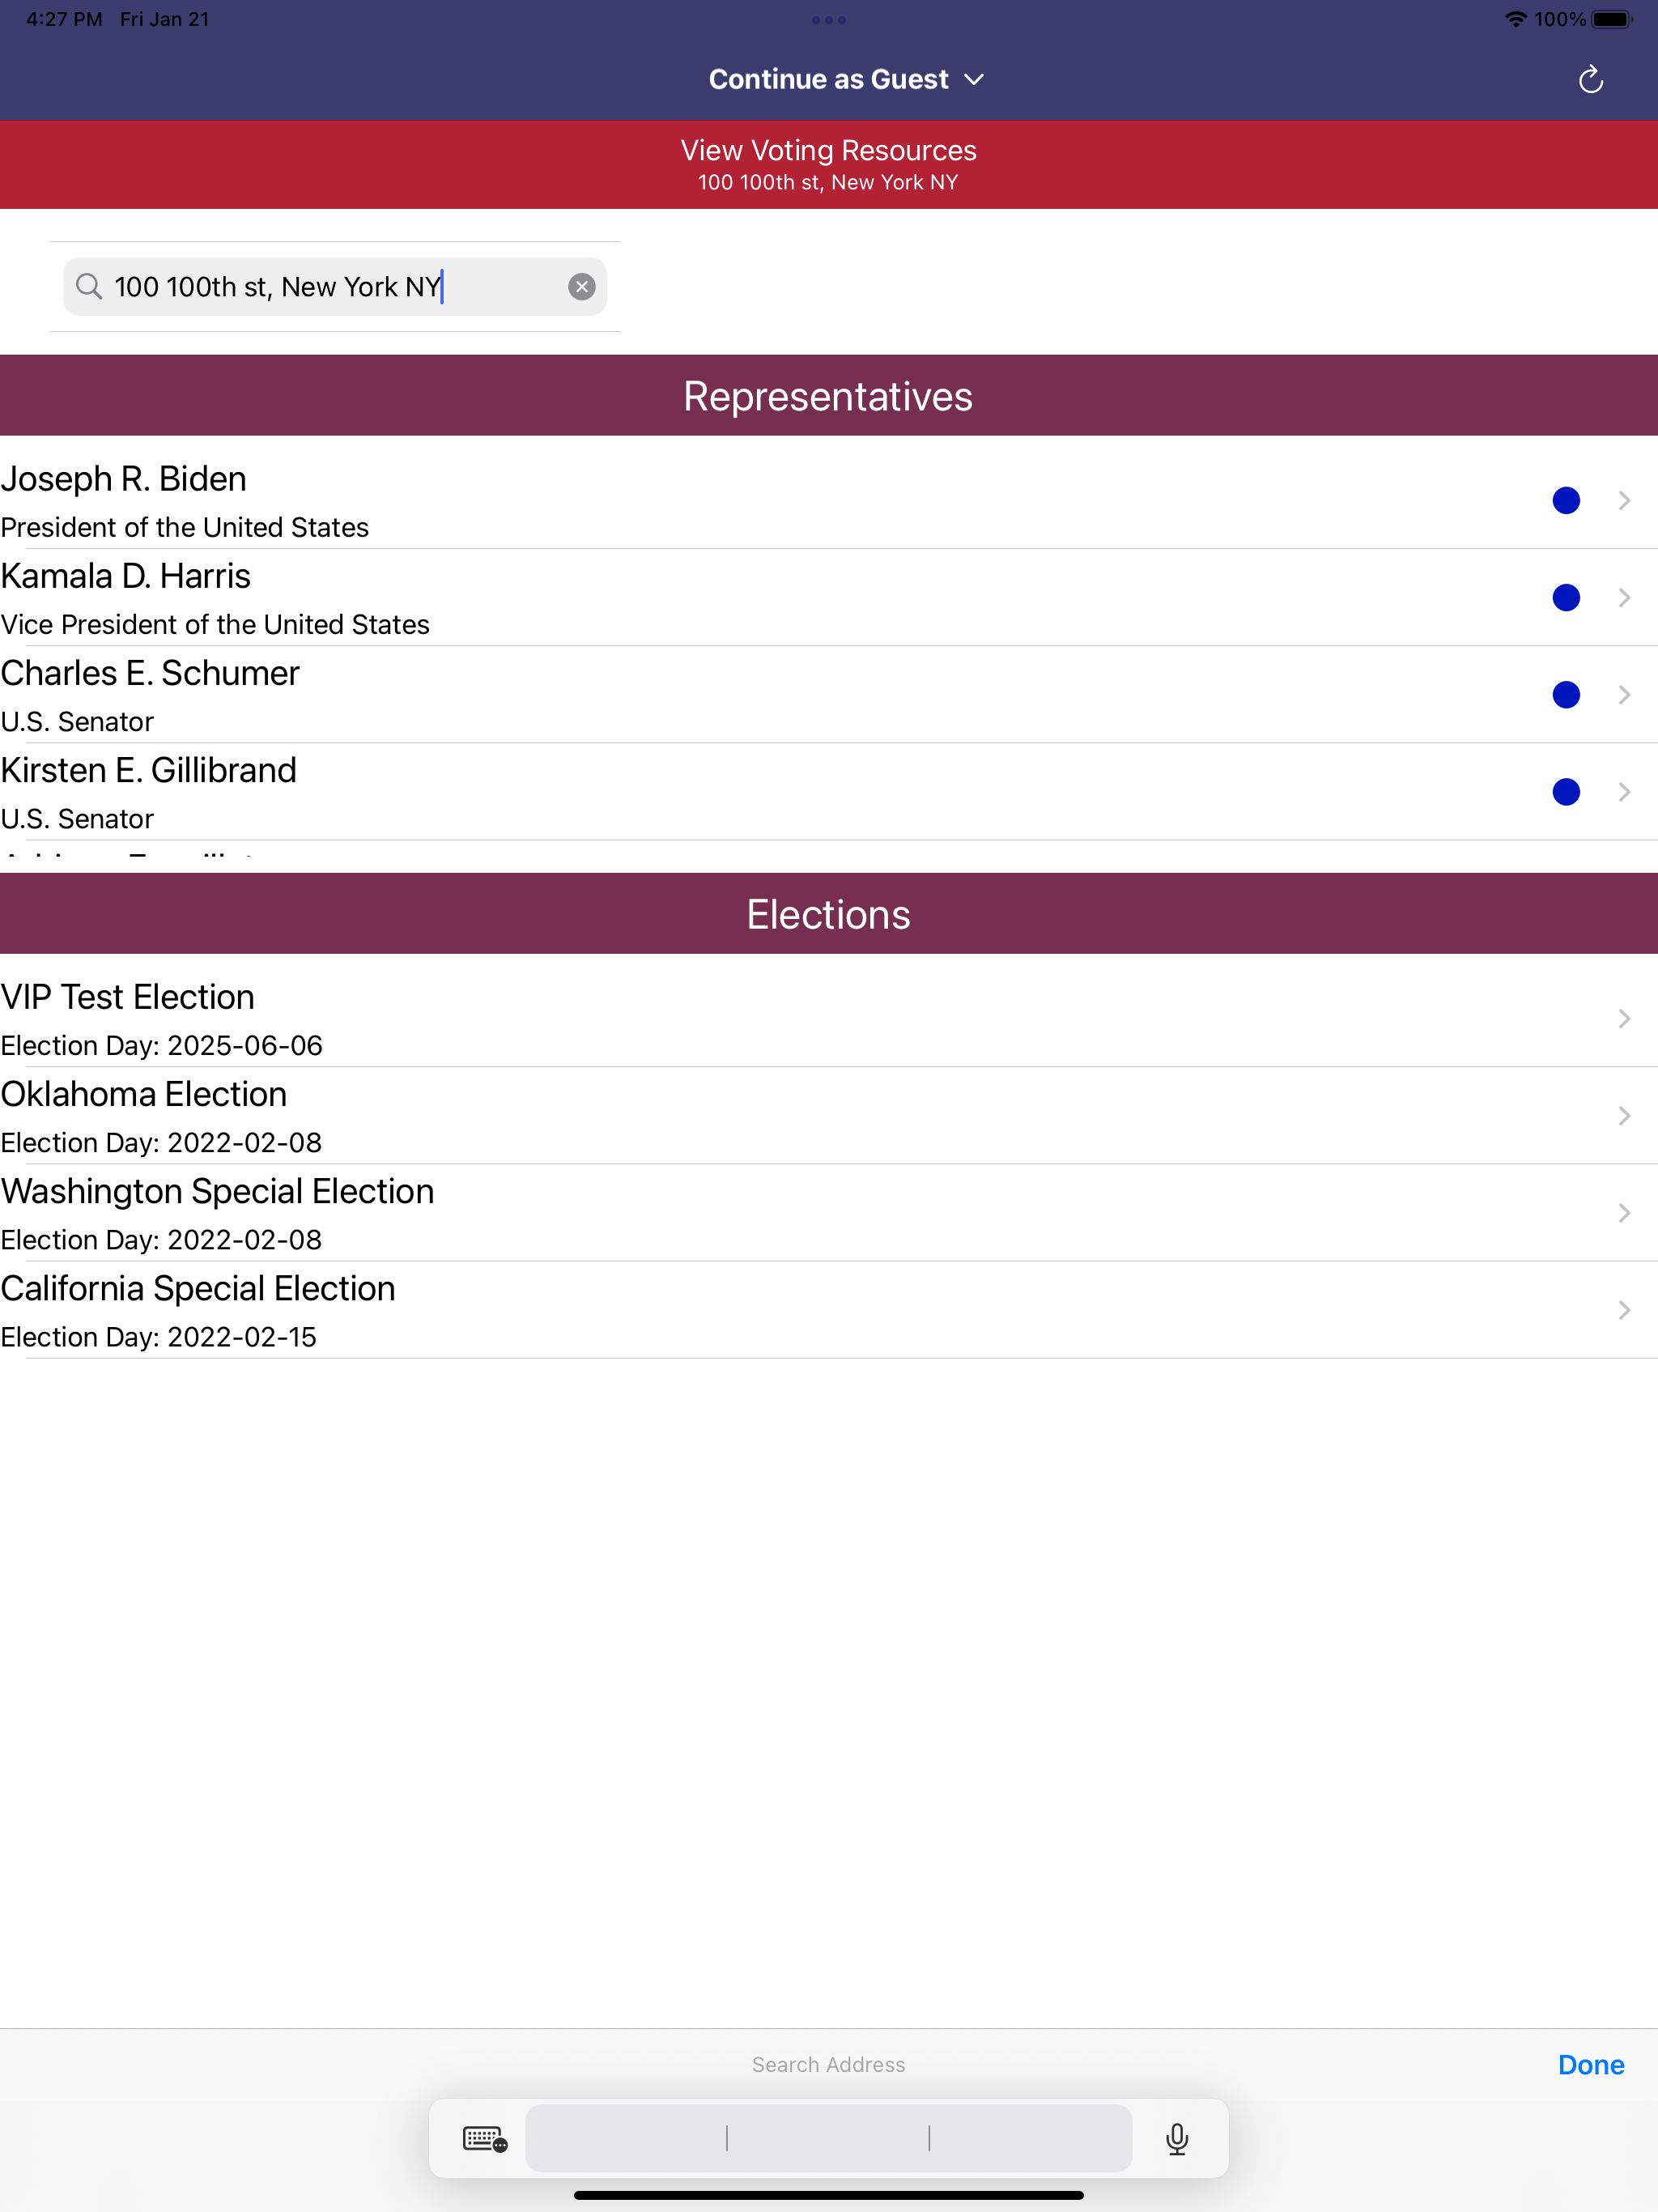 4:27 PM Fri Jan 21
100%
Continue as Guest
View Voting Resources
100 100th st, New York NY
100 100th st, New York NY
Representatives
Joseph R. Biden
President of the United States
Kamala D. Harris
Vice President of the United States
Charles E. Schumer
U.S. Senator
Kirsten E. Gillibrand
U.S. Senator
Elections
VIP Test Election
Election Day: 2025-06-06
Oklahoma Election
Election Day: 2022-02-08
Washington Special Election
Election Day: 2022-02-08
California Special Election
Election Day: 2022-02-15
Search Address
Done